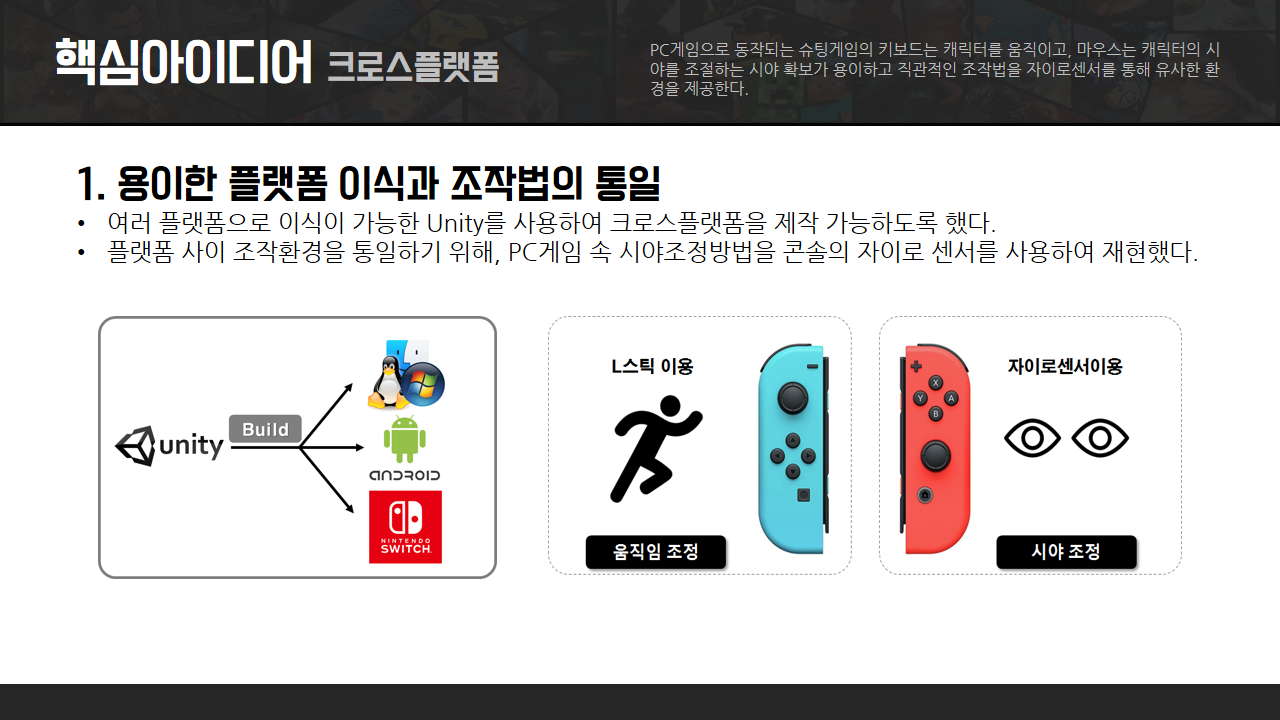 핵심아이디어 크로스플랫폼
PC게임으로 동작되는 슈팅게임의 키보드는 캐릭터를 움직이고, 마우스는 캐릭터의 시
야를 조절하는 시야 확보가 용이하고 직관적인 조작법을 자이로센서를 통해 유사한 환
경을 제공한다.
1. 용이한 플랫폼 이식과 조작법의 통일
• 여러 플랫폼으로 이식이 가능한 Unity를 사용하여 크로스플랫폼을 제작 가능하도록 했다.
• 플랫폼 사이 조작환경을 통일하기 위해, PC게임 속 시야조정방법을 콘솔의 자이로 센서를 사용하여 재현했다.
unity
Build
ANDROID
NINTENDO
SWITCH.
L스틱 이용
움직임 조정
X
Y
A
B
자이로센서이용
시야 조정